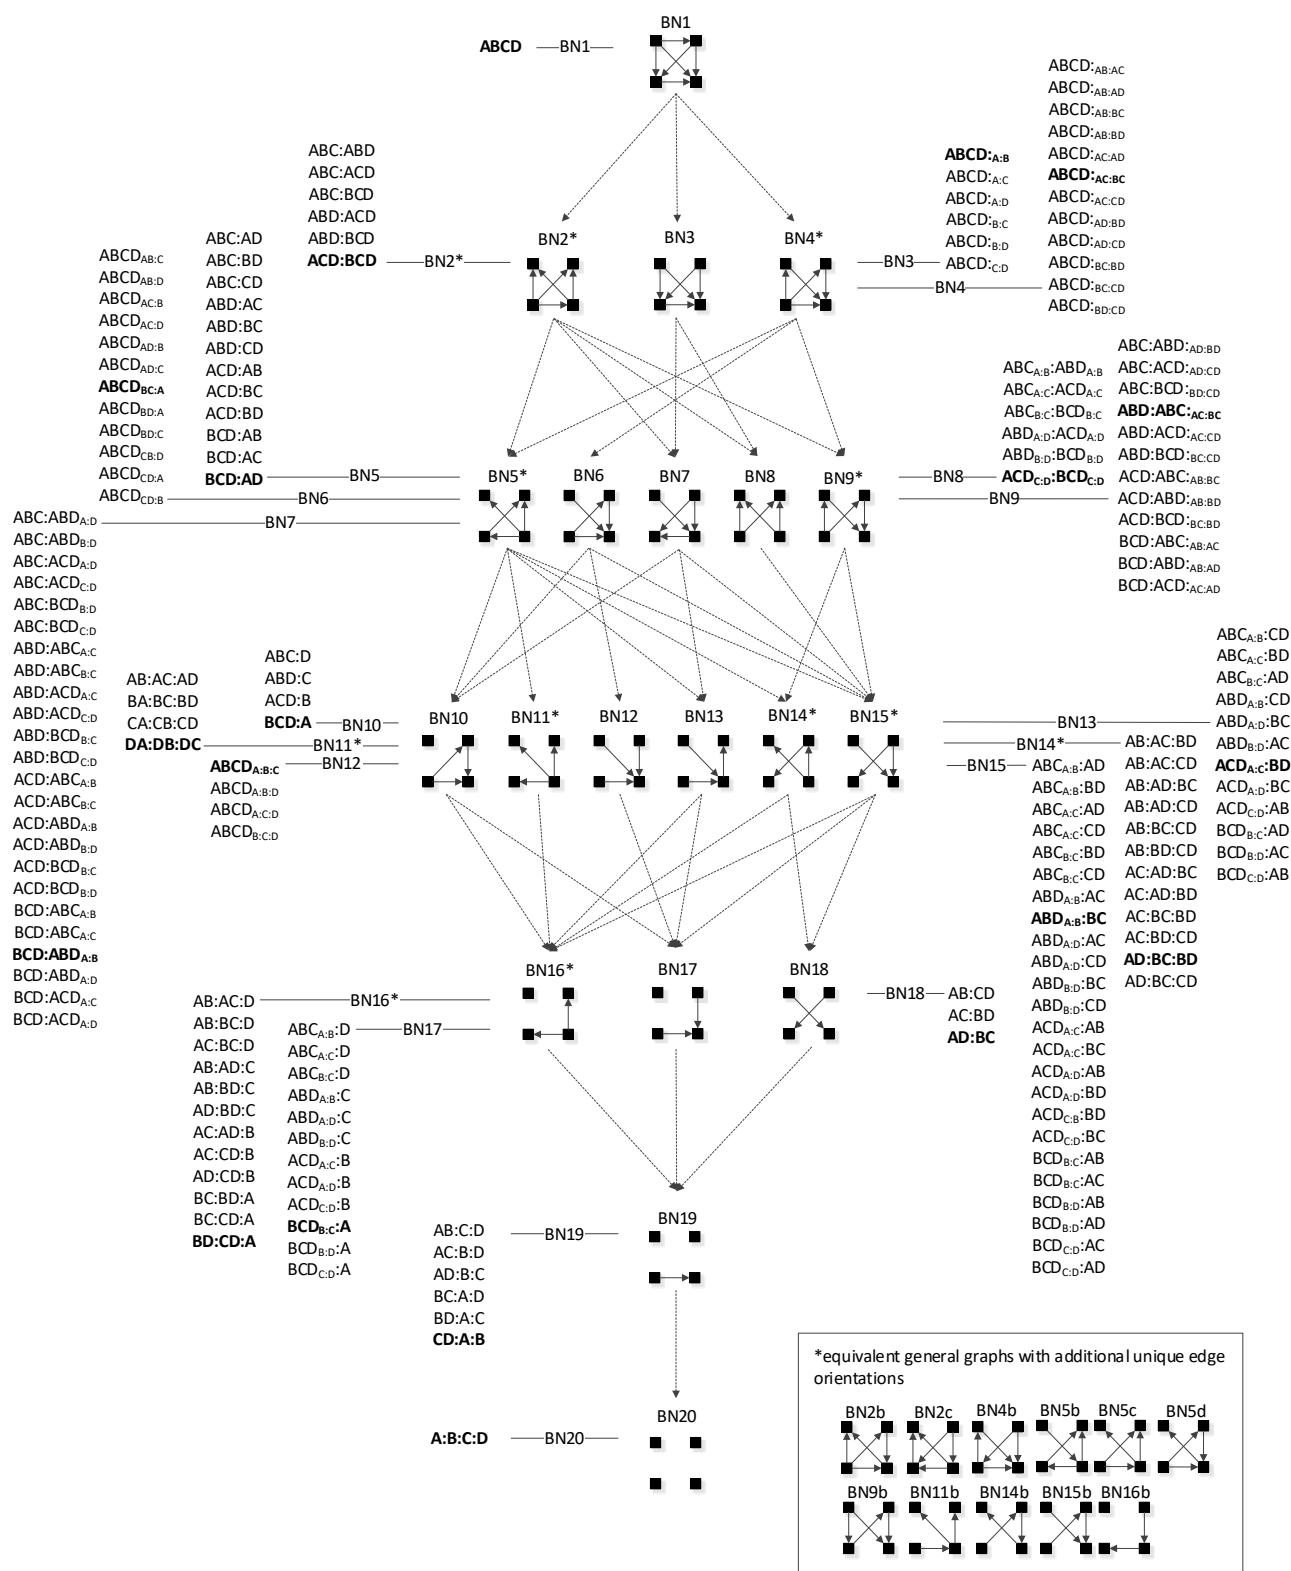 BN1
ABCD
BN1
ABCD:AB:AC
ABCD:AB:AD
ABCD:AB:BC
ABCD:AB:BD
ABCD:AC:AD
ABCD:AC:BC
ABCD:AC:CD
ABCD:AD:BD
ABCD:AD:CD
ABCD:BC:BD
ABCD:BC:CD
ABCD:BD:CD
ABCD:A:B
ABCD:A:C
ABCD:A:D
ABCD:B:C
ABCD:B:D
ABCD:C:D
ABC:ABD
ABC:ACD
ABC:BCD
ABD:ACD
ABD:BCD
ACD:BCD
BN2*
BN2*
BN3
BN4*
BN3
BN4
ABCDAB:C
ABCDAB:D
ABCDAC:B
ABCDAC:D
ABCDAD:B
ABCDAD:C
ABCDBC:A
ABCDBD:A
ABCDBD:C
ABCDCB:D
ABCDCD:A
ABCDCD:B
ABC:AD
ABC:BD
ABC:CD
ABD:AC
ABD:BC
ABD:CD
ACD:AB
ACD:BC
ACD:BD
BCD:AB
BCD:AC
BCD:AD
BN5
BN6
BN7
BN5*
BN6
BN7
BN8
BN9*
BN8
BN9
ABCA:B:ABDA:B
ABCA:C:ACDA:C
ABCB:C:BCDB:C
ABDA:D:ACDA:D
ABDB:D:BCDB:D
ACDC:D:BCDC:D
ABC:ABD:AD:BD
ABC:ACD:AD:CD
ABC:BCD:BD:CD
ABD:ABC:AC:BC
ABD:ACD:AC:CD
ABD:BCD:BC:CD
ACD:ABC:AB:BC
ACD:ABD:AB:BD
ACD:BCD:BC:BD
BCD:ABC:AB:AC
BCD:ABD:AB:AD
BCD:ACD:AC:AD
ABC:ABDA:D
ABC:ABDB:D
ABC:ACDA:D
ABC:ACDC:D
ABC:BCDB:D
ABC:BCDC:D
ABD:ABCA:C
ABD:ABCB:C
ABD:ACDA:C
ABD:ACDC:D
ABD:BCDB:C
ABD:BCDC:D
ACD:ABCA:B
ACD:ABCB:C
ACD:ABDA:B
ACD:ABDB:D
ACD:BCDB:C
ACD:BCDB:D
BCD:ABCA:B
BCD:ABCA:C
BCD:ABDA:B
BCD:ABDA:D
BCD:ACDA:C
BCD:ACDA:D
AB:AC:AD
BA:BC:BD
CA:CB:CD
DA:DB:DC
ABC:D
ABD:C
ACD:B
BCD:A
BN10
BN11*
BN12
ABCDA:B:C
ABCDA:B:D
ABCDA:C:D
ABCDB:C:D
BN10
BN11*
BN12
BN13
BN14*
BN15*
BN13
BN14*
BN15
ABCA:B:AD
ABCA:B:BD
ABCA:C:AD
ABCA:C:CD
ABCB:C:BD
ABCB:C:CD
ABDA:B:AC
ABDA:B:BC
ABDA:D:AC
ABDA:D:CD
ABDB:D:BC
ABDB:D:CD
ACDA:C:AB
ACDA:C:BC
ACDA:D:AB
ACDA:D:BD
ACDC:B:BD
ACDC:D:BC
BCDB:C:AB
BCDB:C:AC
BCDB:D:AB
BCDB:D:AD
BCDC:D:AC
BCDC:D:AD
AB:AC:BD
AB:AC:CD
AB:AD:BC
AB:AD:CD
AB:BC:CD
AB:BD:CD
AC:AD:BC
AC:AD:BD
AC:BC:BD
AC:BD:CD
AD:BC:BD
AD:BC:CD
ABCA:B:CD
ABCA:C:BD
ABCB:C:AD
ABDA:B:CD
ABDA:D:BC
ABDB:D:AC
ACDA:C:BD
ACDA:D:BC
ACDC:D:AB
BCDB:C:AD
BCDB:D:AC
BCDC:D:AB
BN16*
BN17
BN18
BN16*
BN17
BN18
AB:CD
AC:BD
AD:BC
AB:AC:D
AB:BC:D
AC:BC:D
AB:AD:C
AB:BD:C
AD:BD:C
AC:AD:B
AC:CD:B
AD:CD:B
BC:BD:A
BC:CD:A
BD:CD:A
ABCA:B:D
ABCA:C:D
ABCB:C:D
ABDA:B:C
ABDA:D:C
ABDB:D:C
ACDA:C:B
ACDA:D:B
ACDC:D:B
BCDB:C:A
BCDB:D:A
BCDC:D:A
BN19
BN19
AB:C:D
AC:B:D
AD:B:C
BC:A:D
BD:A:C
CD:A:B
BN20
A:B:C:D
BN20
*equivalent general graphs with additional unique edge
orientations
BN2b
BN2c
BN4b
BN5b
BN5c
BN5d
BN9b
BN11b
BN14b
BN15b
BN16b